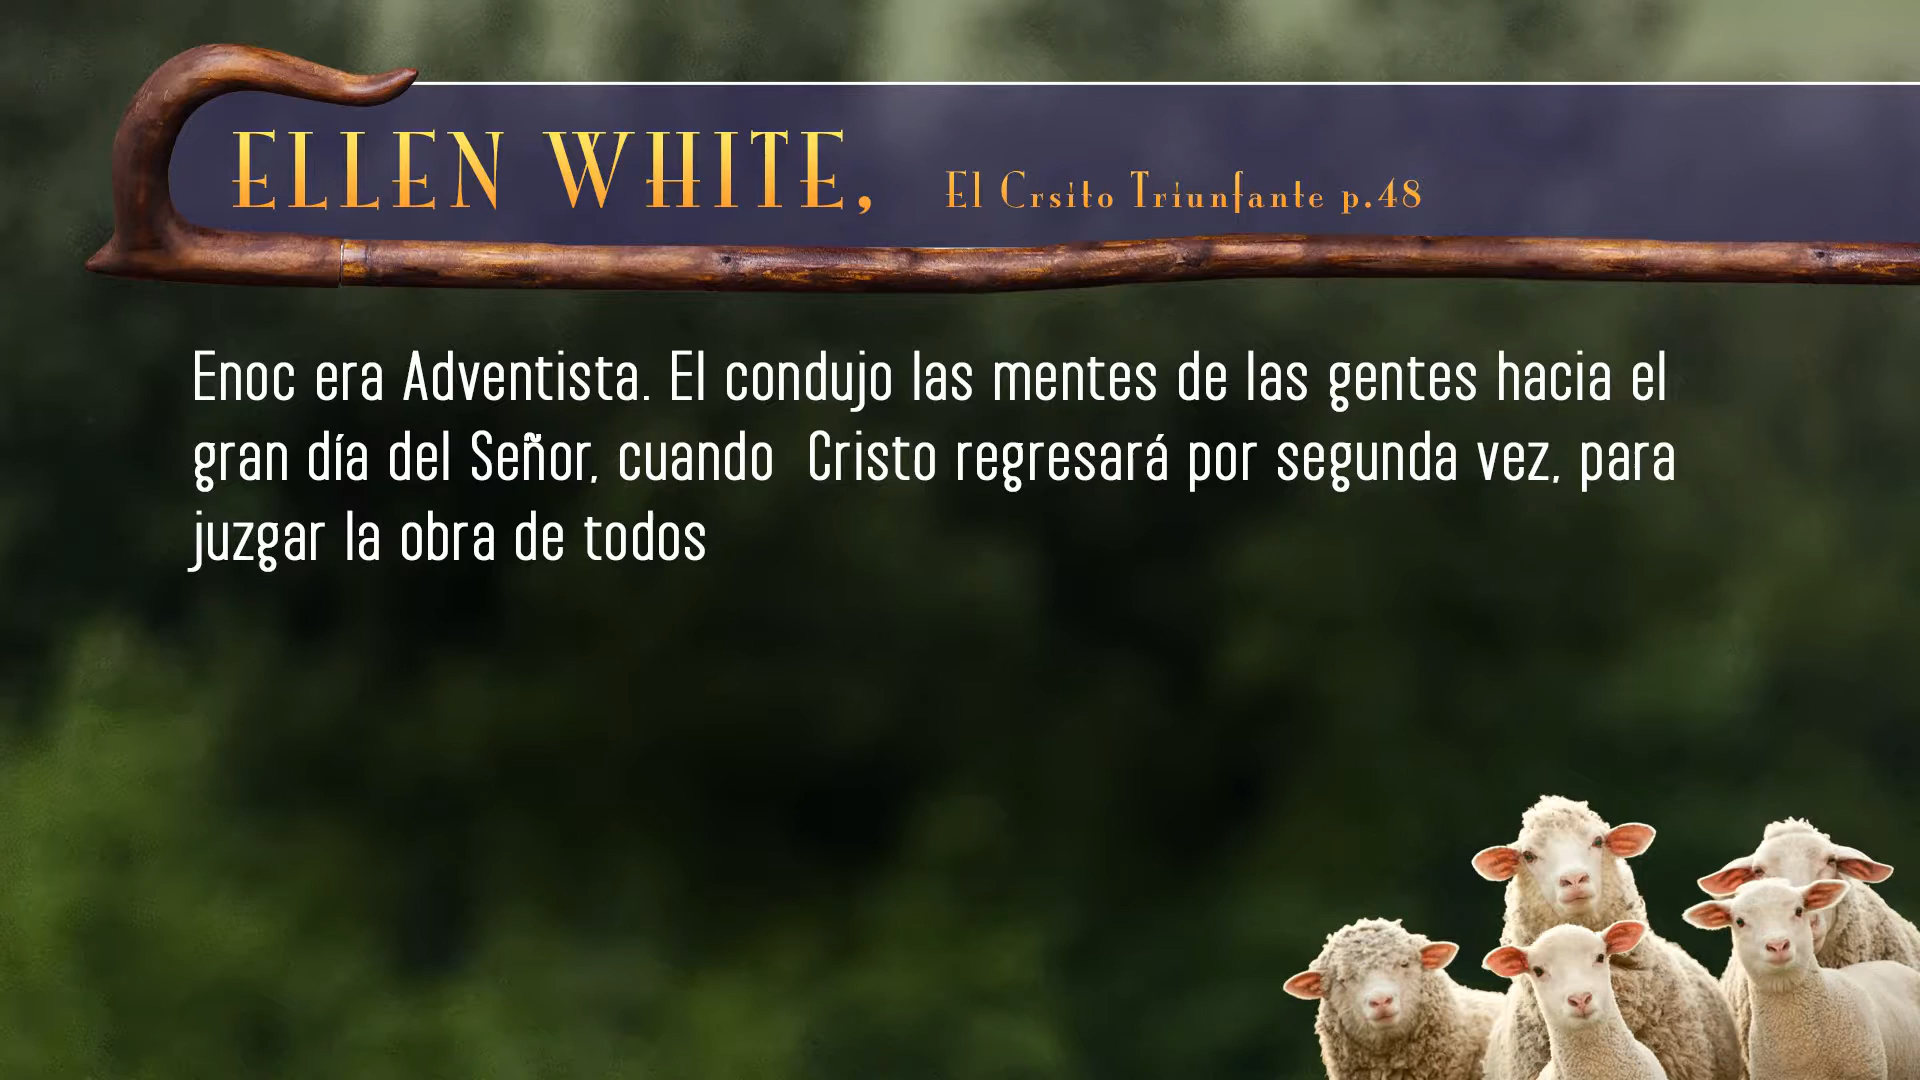 ELLEN WHITE, El Crsito Triunfante p.48
Enoc era Adventista. El condujo las mentes de las gentes hacia el
gran día del Señor, cuando  Cristo regresará por segunda vez, para
juzgar la obra de todos